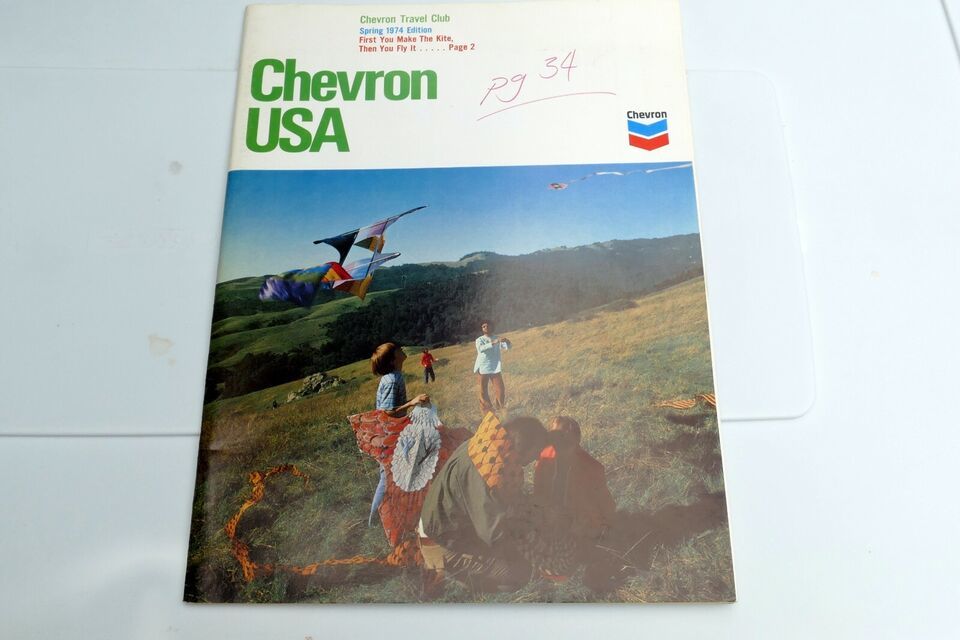 Chevron Travel Club
Spring 1974 Edition
First You Make The Kite,
Then You Fly It . . . . . Page 2
Chevron
USA
pg 34
Chevron